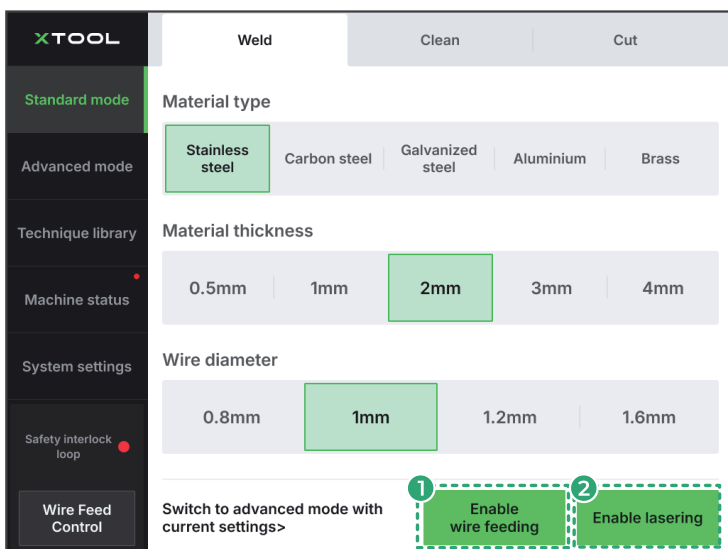 XTOOL
Weld
Clean
Cut
Standard mode
Advanced mode
Technique library
Machine status
System settings
Safety interlock
loop
Wire Feed
Control
Material type
Stainless
steel
Carbon steel
Galvanized
steel
Aluminium
Brass
Material thickness
0.5mm
1mm
2mm
3mm
4mm
Wire diameter
0.8mm
1mm
1.2mm
1.6mm
Switch to advanced mode with
current settings>
1
Enable
wire feeding
2
Enable lasering